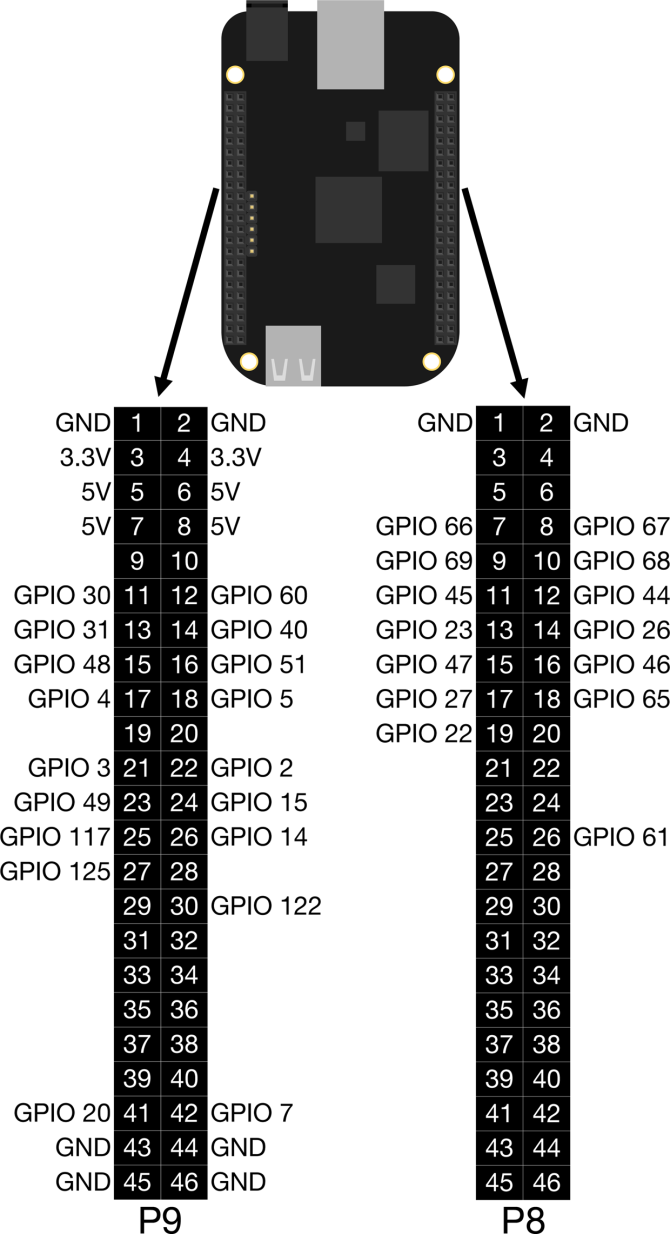 GND 1 2 GND
3.3V 3 4 3.3V
5V 5 6 5V
5V 7 8 5V
9 10
GPIO 30 11 12 GPIO 60
GPIO 31 13 14 GPIO 40
GPIO 48 15 16 GPIO 51
GPIO 4 17 18 GPIO 5
19 20
GPIO 3 21 22 GPIO 2
GPIO 49 23 24 GPIO 15
GPIO 117 25 26 GPIO 14
GPIO 125 27 28
29 30 GPIO 122
31 32
33 34
35 36
37 38
39 40
GPIO 20 41 42 GPIO 7
GND 43 44 GND
GND 45 46 GND
P9
GND 1 2 GND
3 4
5 6
GPIO 66 7 8 GPIO 67
GPIO 69 9 10 GPIO 68
GPIO 45 11 12 GPIO 44
GPIO 23 13 14 GPIO 26
GPIO 47 15 16 GPIO 46
GPIO 27 17 18 GPIO 65
GPIO 22 19 20
21 22
23 24
25 26 GPIO 61
27 28
29 30
31 32
33 34
35 36
37 38
39 40
41 42
43 44
45 46
P8